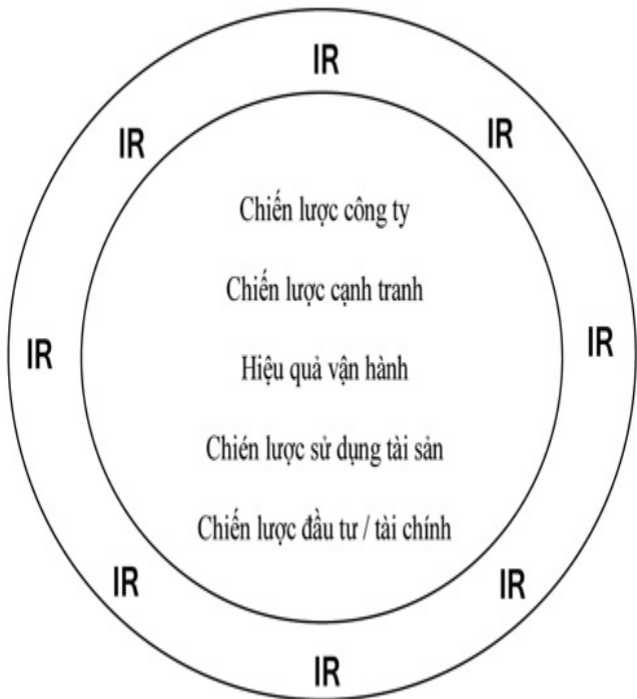 IR
IR
IR
Chiến lược công ty
Chiến lược cạnh tranh
IR
IR
Hiệu quả vận hành
Chién lược sử dụng tài sản
Chiến lược đầu tư / tài chính
IR
IR
IR